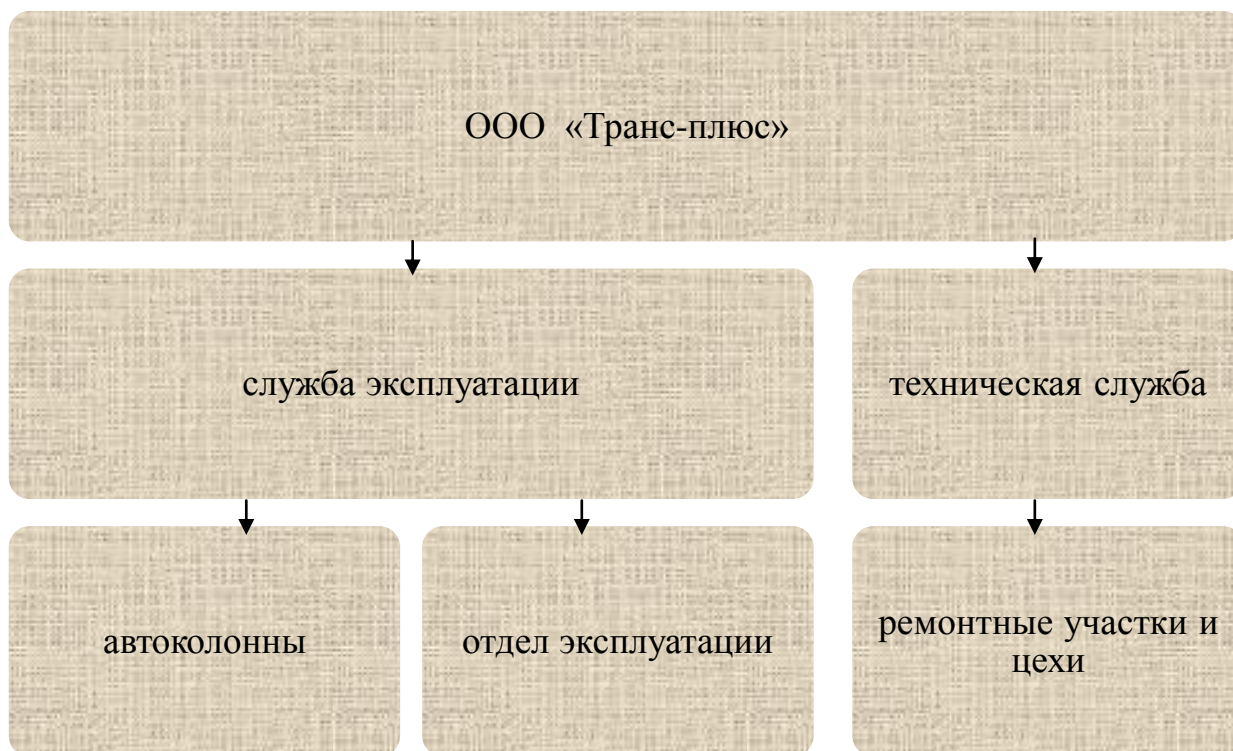 ООО «Транс-плюс»
служба эксплуатации
техническая служба
автоколонны
отдел эксплуатации
ремонтные участки и
цехи